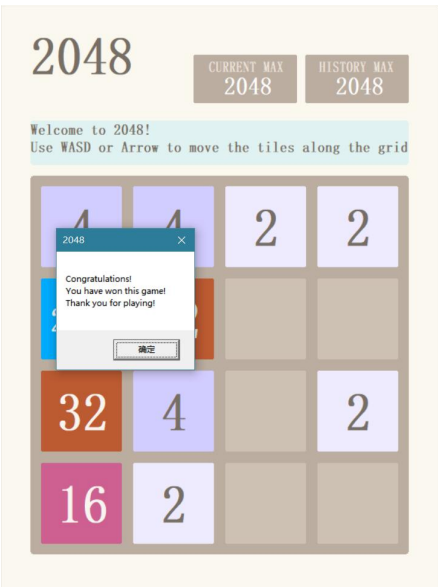 2048
CURRENT MAX
2048
HISTORY MAX
2048
Welcome to 2048!
Use WASD or Arrow to move the tiles along the grid
4 4 2 2
2048
Congratulations!
You have won this game!
Thank you for playing!
确定
32 4 2
16 2